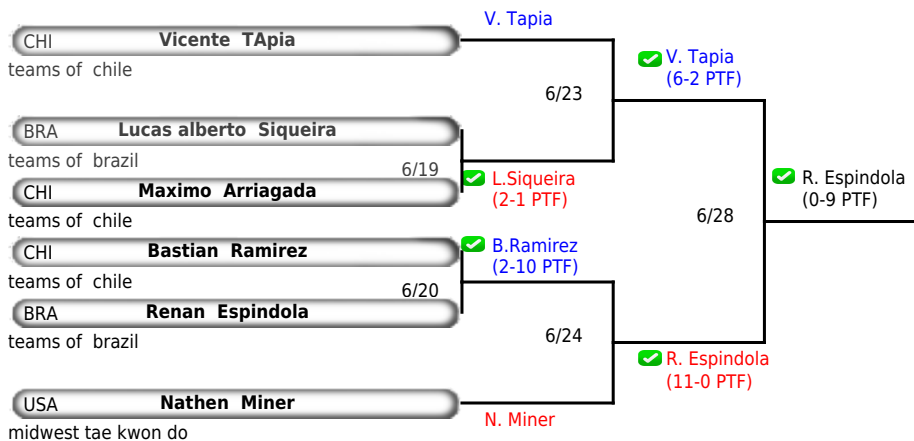 V. Tapia
CHI Vicente TApia
teams of chile
V. Tapia
(6-2 PTF)
6/23
BRA Lucas alberto Siqueira
teams of brazil
6/19
L.Siqueira
(2-1 PTF)
CHI Maximo Arriagada
teams of chile
R. Espindola
(0-9 PTF)
6/28
CHI Bastian Ramirez
teams of chile
B.Ramirez
(2-10 PTF)
6/20
BRA Renan Espindola
teams of brazil
6/24
R. Espindola
(11-0 PTF)
USA Nathen Miner
midwest tae kwon do
N. Miner